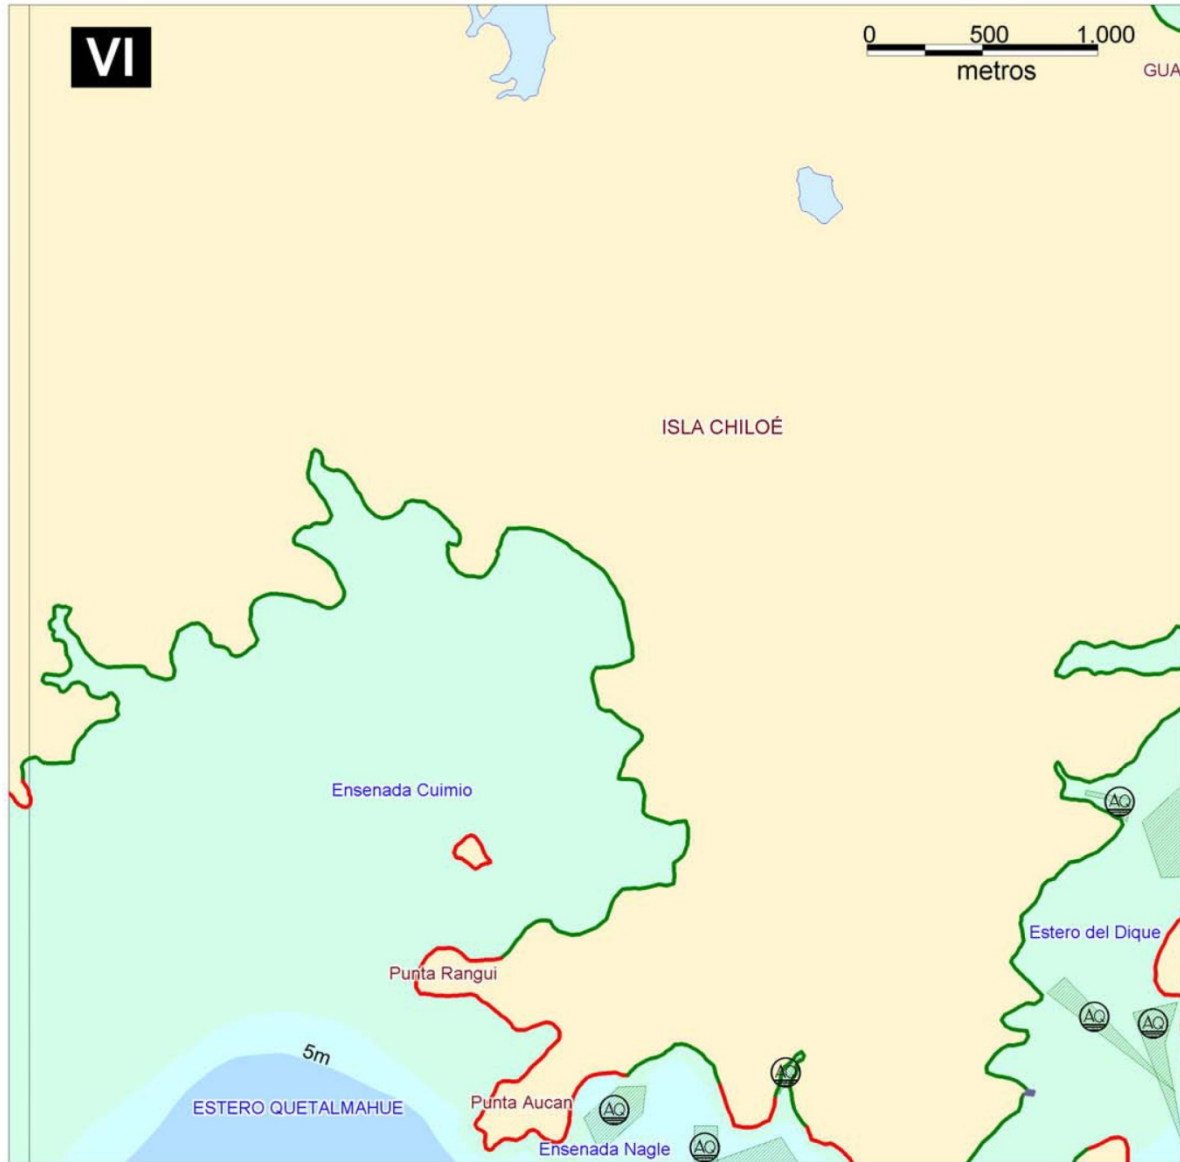 VI
0 500 1.000
metros
GUA
ISLA CHILOÉ
Ensenada Cuimio
AQ
Estero del Dique
Punta Rangui
AQ
AQ
5m
AQ
Punta Aucan
ESTERO QUETALMAHUE
AQ
Ensenada Nagle
AQ